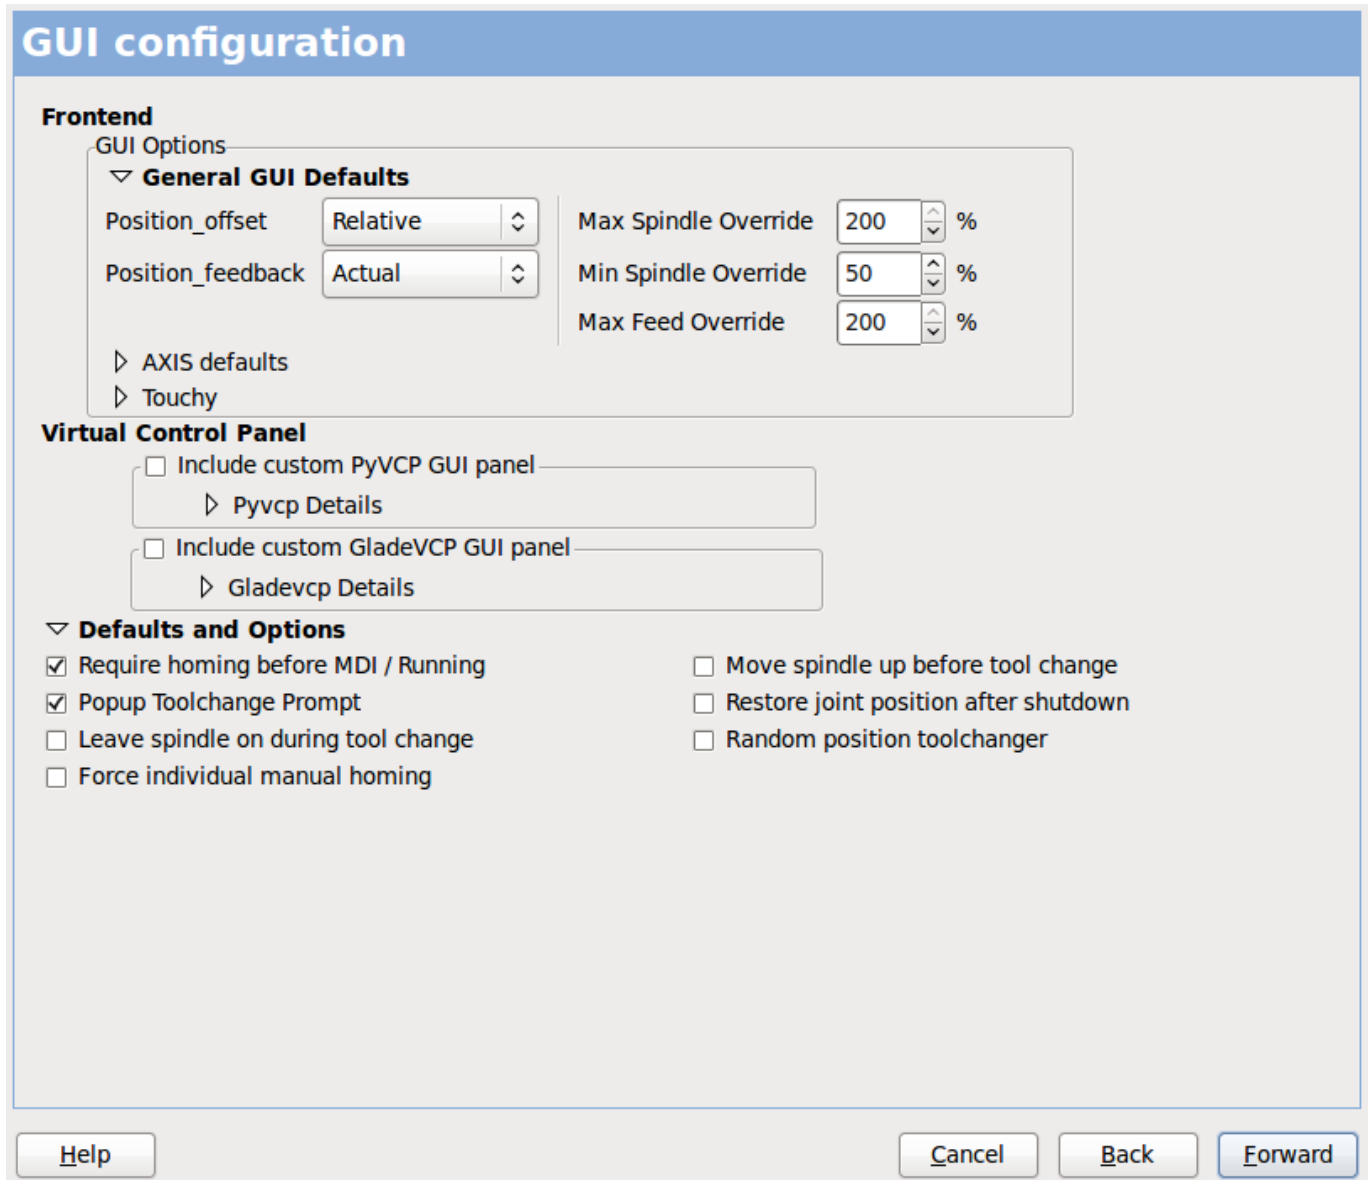 GUI configuration
Frontend
GUI Options
General GUI Defaults
Position_offset Relative Max Spindle Override 200 %
Position_feedback Actual Min Spindle Override 50 %
Max Feed Override 200 %
AXIS defaults
Touchy
Virtual Control Panel
Include custom PyVCP GUI panel
Pyvcp Details
Include custom GladeVCP GUI panel
Gladevcp Details
Defaults and Options
Require homing before MDI / Running Move spindle up before tool change
Popup Toolchange Prompt Restore joint position after shutdown
Leave spindle on during tool change Random position toolchanger
Force individual manual homing
Help Cancel Back Forward